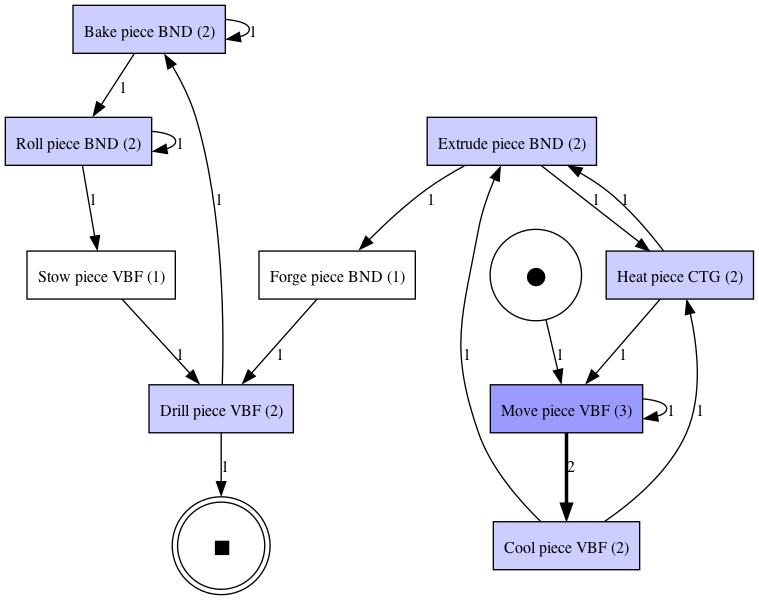 Bake piece BND (2)
1
1
Roll piece BND (2)
1
Extrude piece BND (2)
1
1
1
1
1
Stow piece VBF (1)
Forge piece BND (1)
Heat piece CTG (2)
1
1
1
1
1
1
Drill piece VBF (2)
Move piece VBF (3)
1
1
1
2
Cool piece VBF (2)